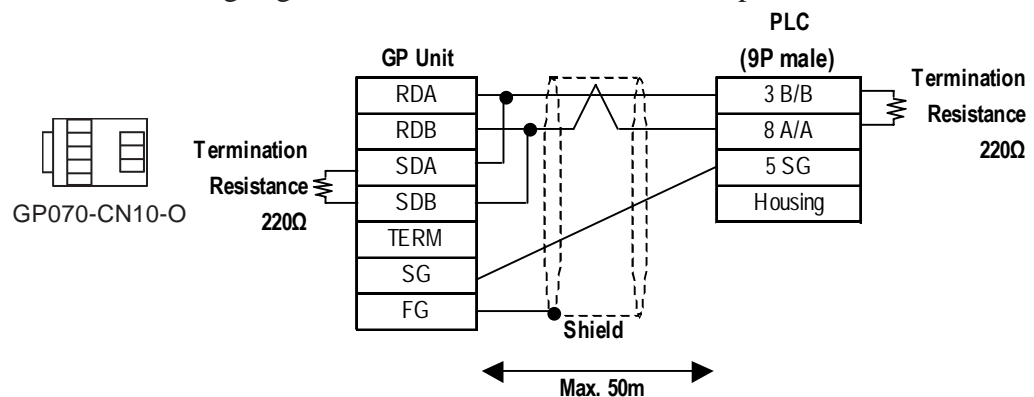 PLC
GP Unit
(9P male)
RDA
3 B/B
RDB
8 A/A
SDA
5 SG
SDB
Housing
TERM
SG
FG
Termination
Resistance
220Ω
Termination
Resistance
220Ω
GP070-CN10-O
Shield
Max. 50m